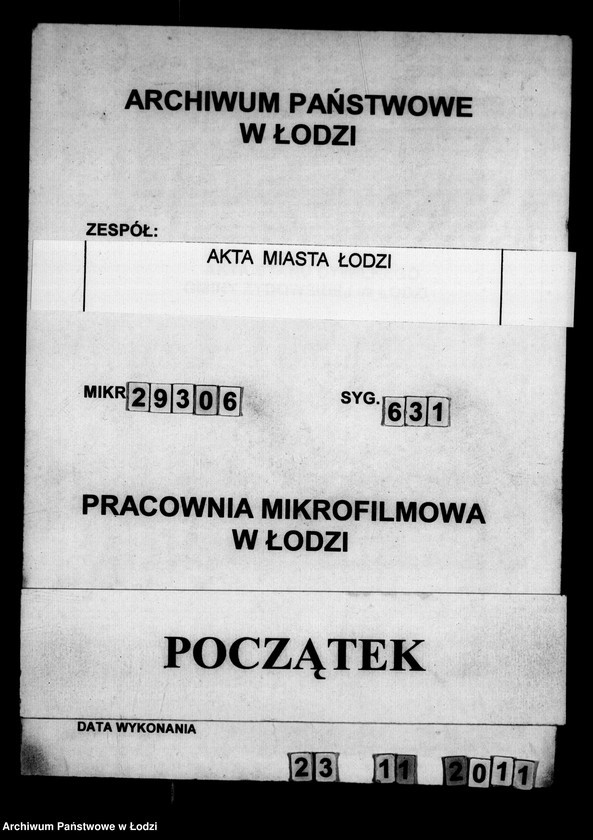 ARCHIWUM PAŃSTWOWE
W ŁODZI
ZESPÓŁ:
AKTA MIASTA ŁODZI
MIKR. 29306 SYG. 631
PRACOWNIA MIKROFILMOWA
W ŁODZI
POCZĄTEK
DATA WYKONANIA
23 11 2011
Archiwum Państwowe w Łodzi